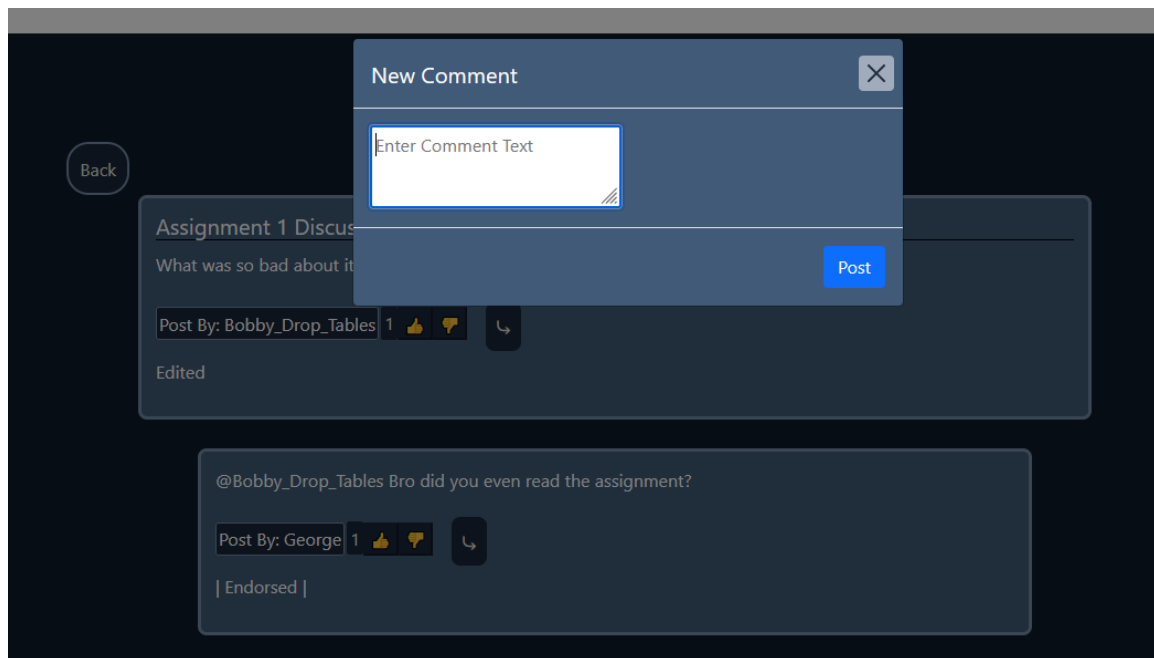 New Comment
Enter Comment Text
Back
Assignment 1 Discus
What was so bad about it
Post
Post By: Bobby_Drop_Tables 1
Edited
@Bobby_Drop_Tables Bro did you even read the assignment?
Post By: George 1
| Endorsed |